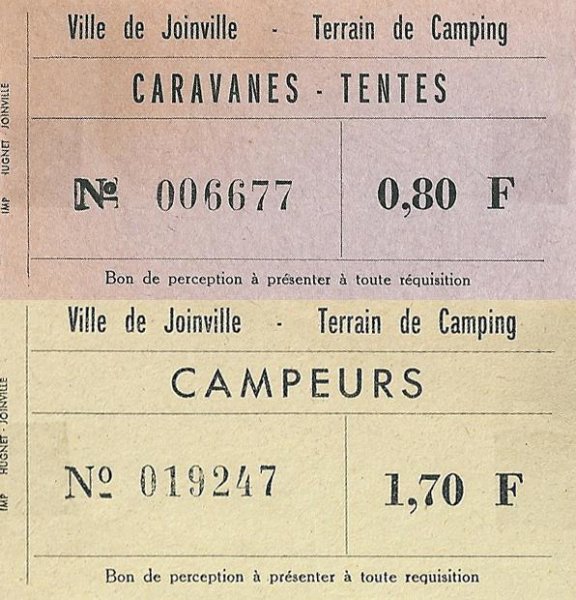 Ville de Joinville - Terrain de Camping
CARAVANES - TENTES
Nº 006677
0,80 F
Bon de perception à présenter à toute réquisition
IMP HUGNET - JOINVILLE
Ville de Joinville - Terrain de Camping
CAMPEURS
Nº 019247
1,70 F
Bon de perception à présenter à toute requisition
IMP HUGNET - JOINVILLE